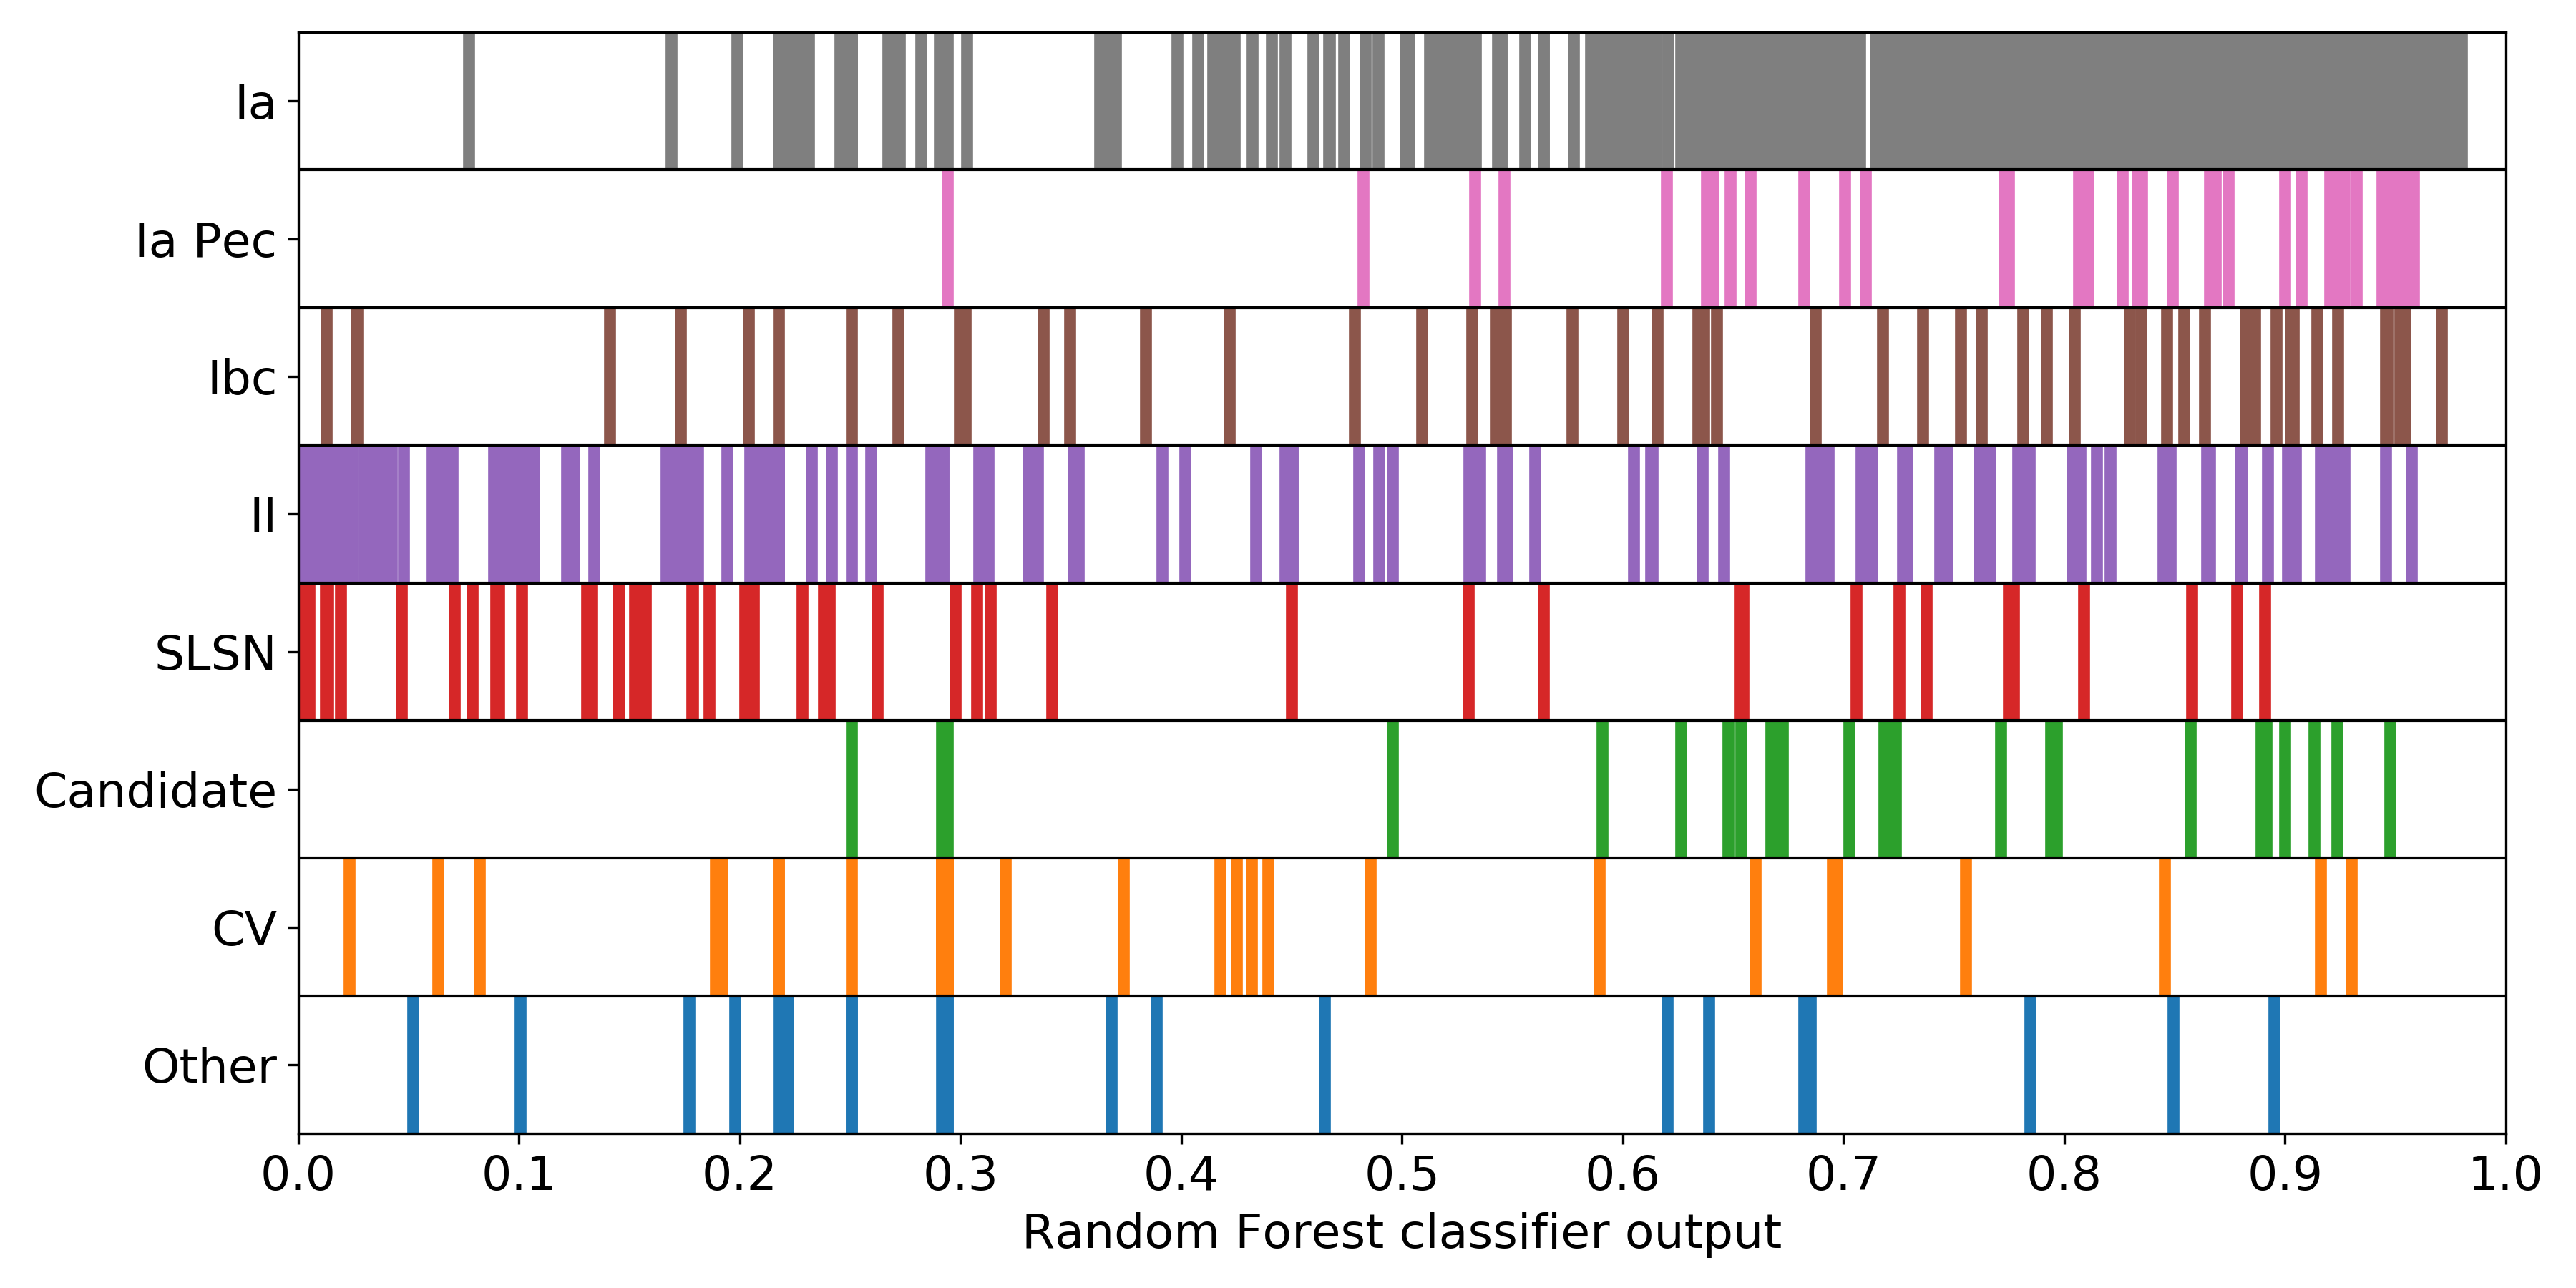 Ia
Ia Pec
Ibc
II
SLSN
Candidate
CV
Other
0.0 0.1 0.2 0.3 0.4 0.5 0.6 0.7 0.8 0.9 1.0
Random Forest classifier output